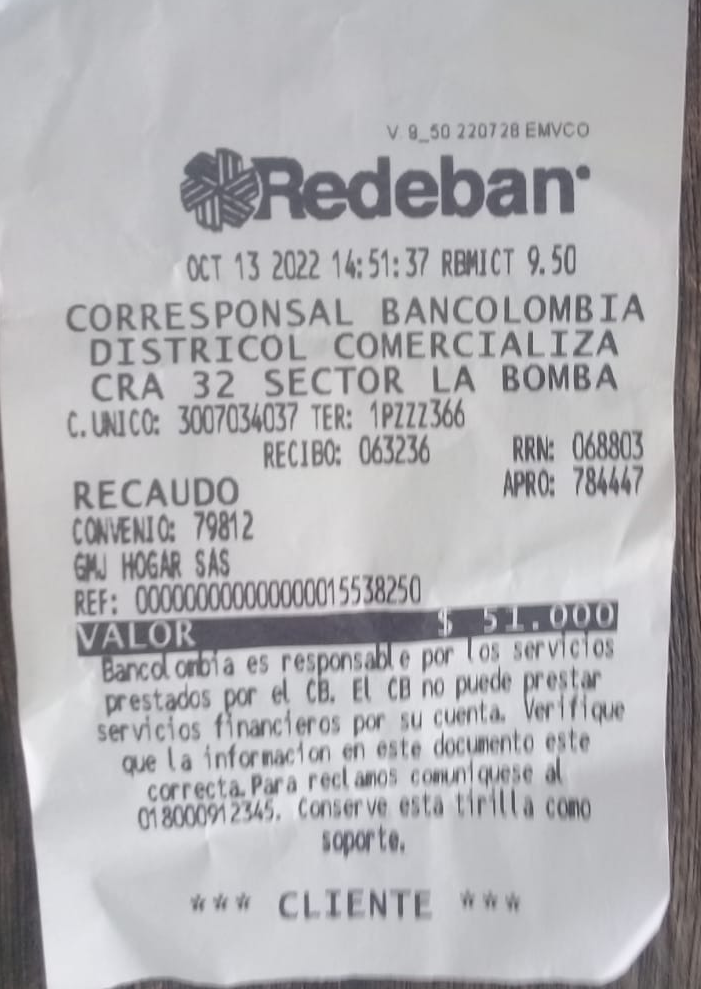 V. 9_50 220728 EMVCO
Redeban
OCT 13 2022 14:51:37 RBMICT 9.50
CORRESPONSAL BANCOLOMBIA
DISTRICOL COMERCIALIZA
CRA 32 SECTOR LA BOMBA
C.UNICO: 3007034037 TER: 1PZZZ366
RECIBO: 063236 RRN: 068803
RECAUDO APRO: 784447
CONVENIO: 79812
GMJ HOGAR SAS
REF: 000000000000000015538250
VALOR $ 51.000
Bancolombia es responsable por los servicios
prestados por el CB. El CB no puede prestar
servicios financieros por su cuenta. Verifique
que la informacion en este documento este
correcta.Para reclamos comuniquese al
018000912345. Conserve esta tirilla como
soporte.
*** CLIENTE ***